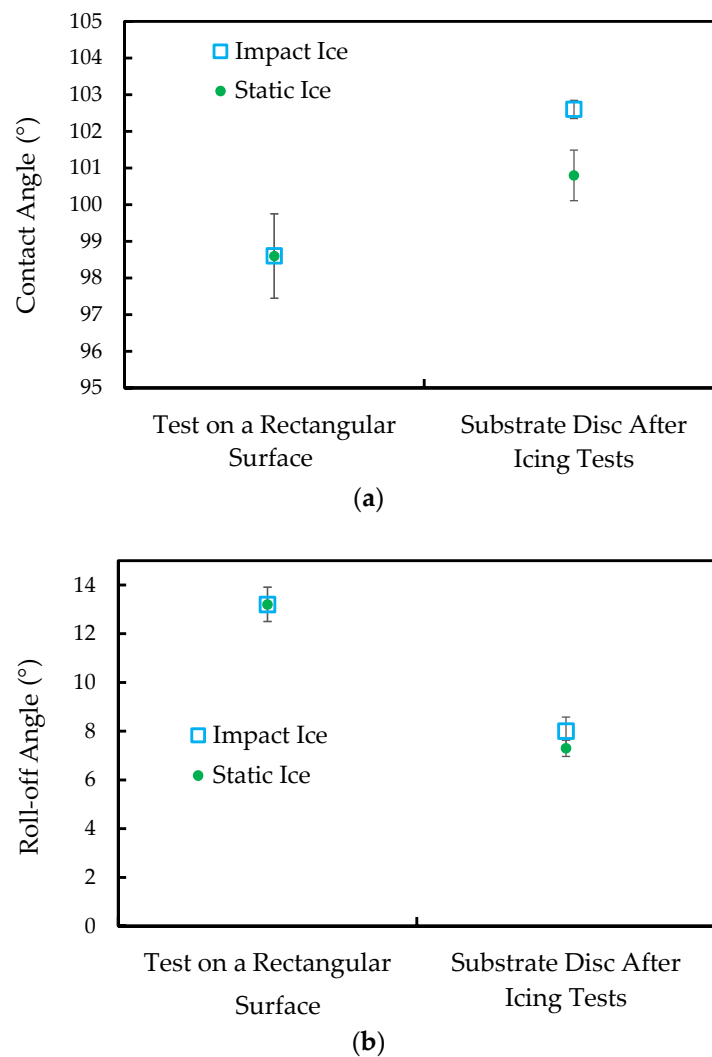 105
104
103
102
101
100
99
98
97
96
95
Contact Angle (°)
Impact Ice
Static Ice
Test on a Rectangular
Surface
Substrate Disc After
Icing Tests
(a)
14
12
10
8
6
4
2
0
Roll-off Angle (°)
Impact Ice
Static Ice
Test on a Rectangular
Surface
Substrate Disc After
Icing Tests
(b)